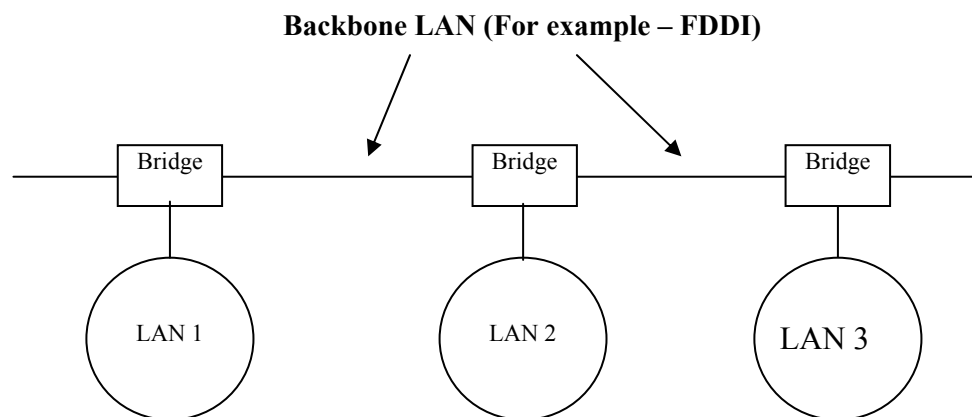 Backbone LAN (For example – FDDI)
Bridge
Bridge
Bridge
LAN 1
LAN 2
LAN 3